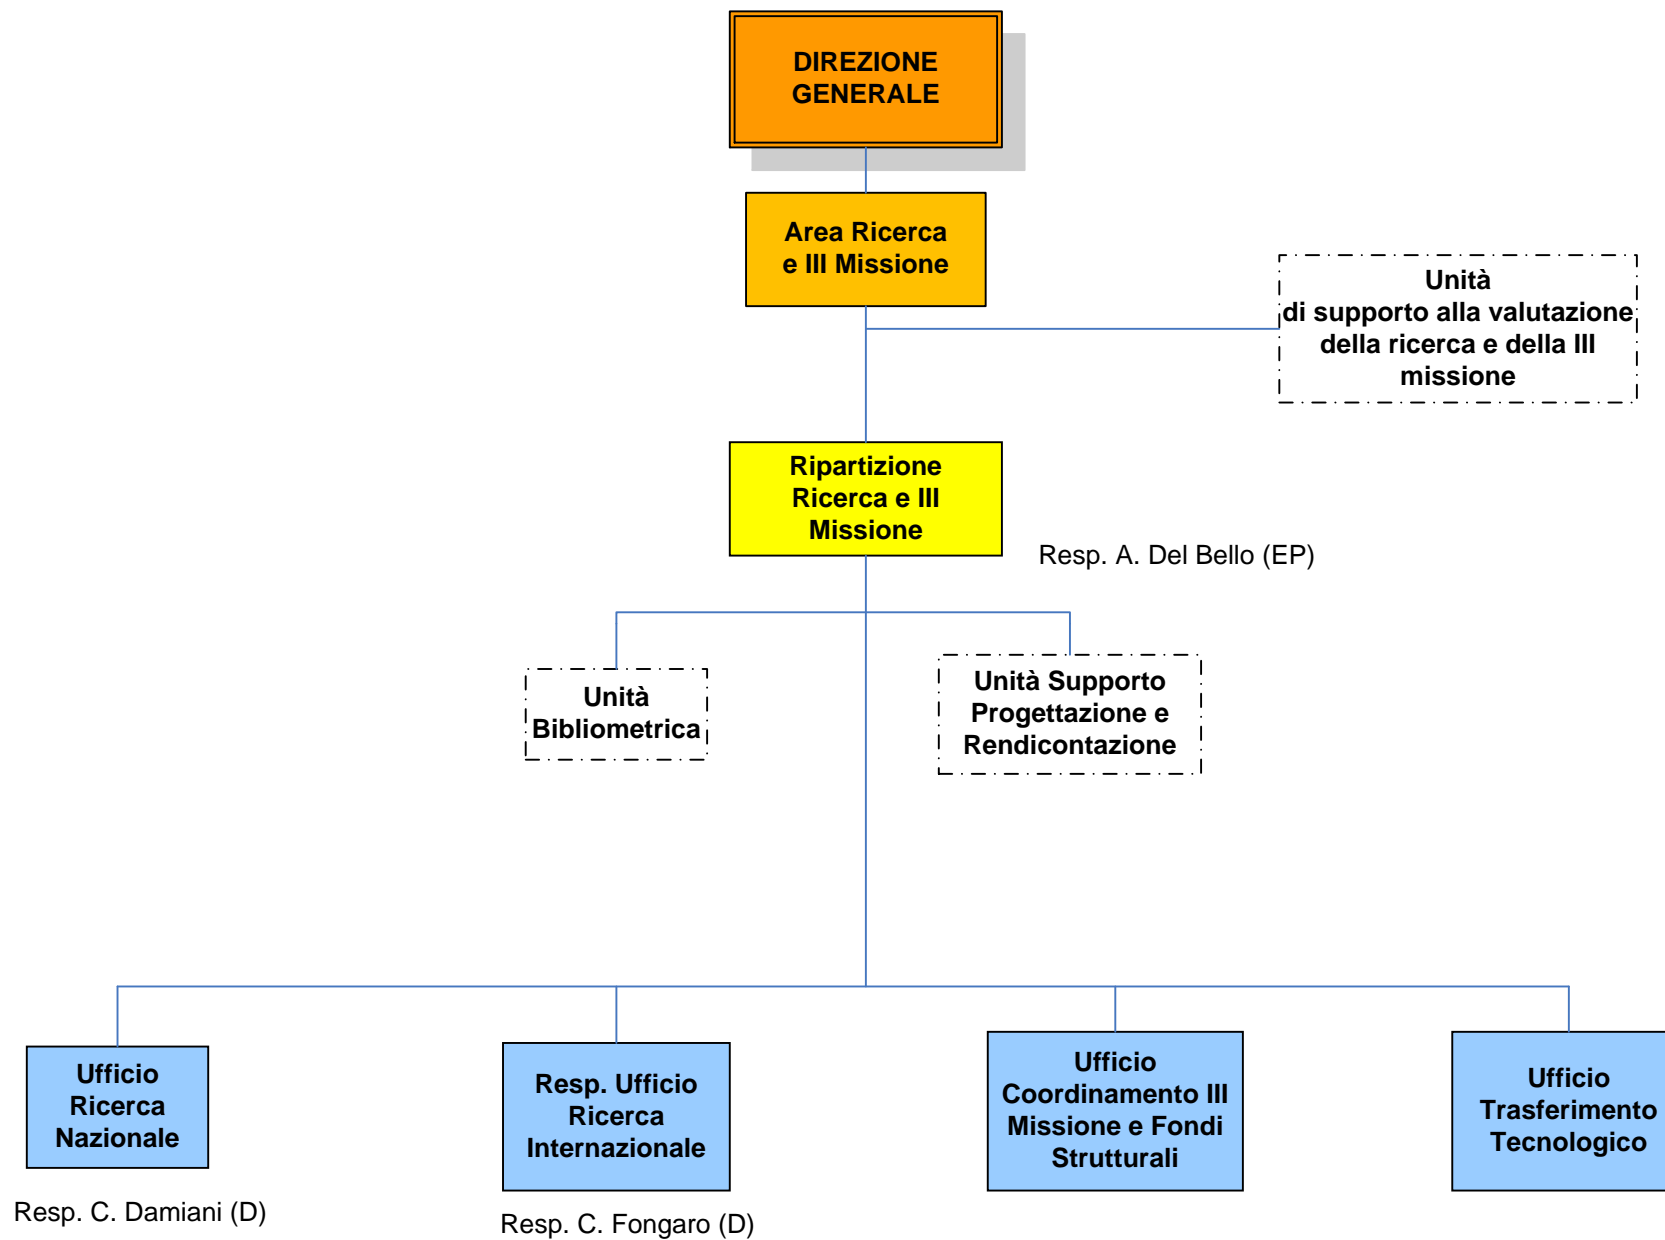 DIREZIONE
GENERALE
Area Ricerca
e III Missione
Unità
di supporto alla valutazione
della ricerca e della III
missione
Ripartizione
Ricerca e III
Missione
Resp. A. Del Bello (EP)
Unità
Bibliometrica
Unità Supporto
Progettazione e
Rendicontazione
Ufficio
Ricerca
Nazionale
Resp. C. Damiani (D)
Resp. Ufficio
Ricerca
Internazionale
Resp. C. Fongaro (D)
Ufficio
Coordinamento III
Missione e Fondi
Strutturali
Ufficio
Trasferimento
Tecnologico